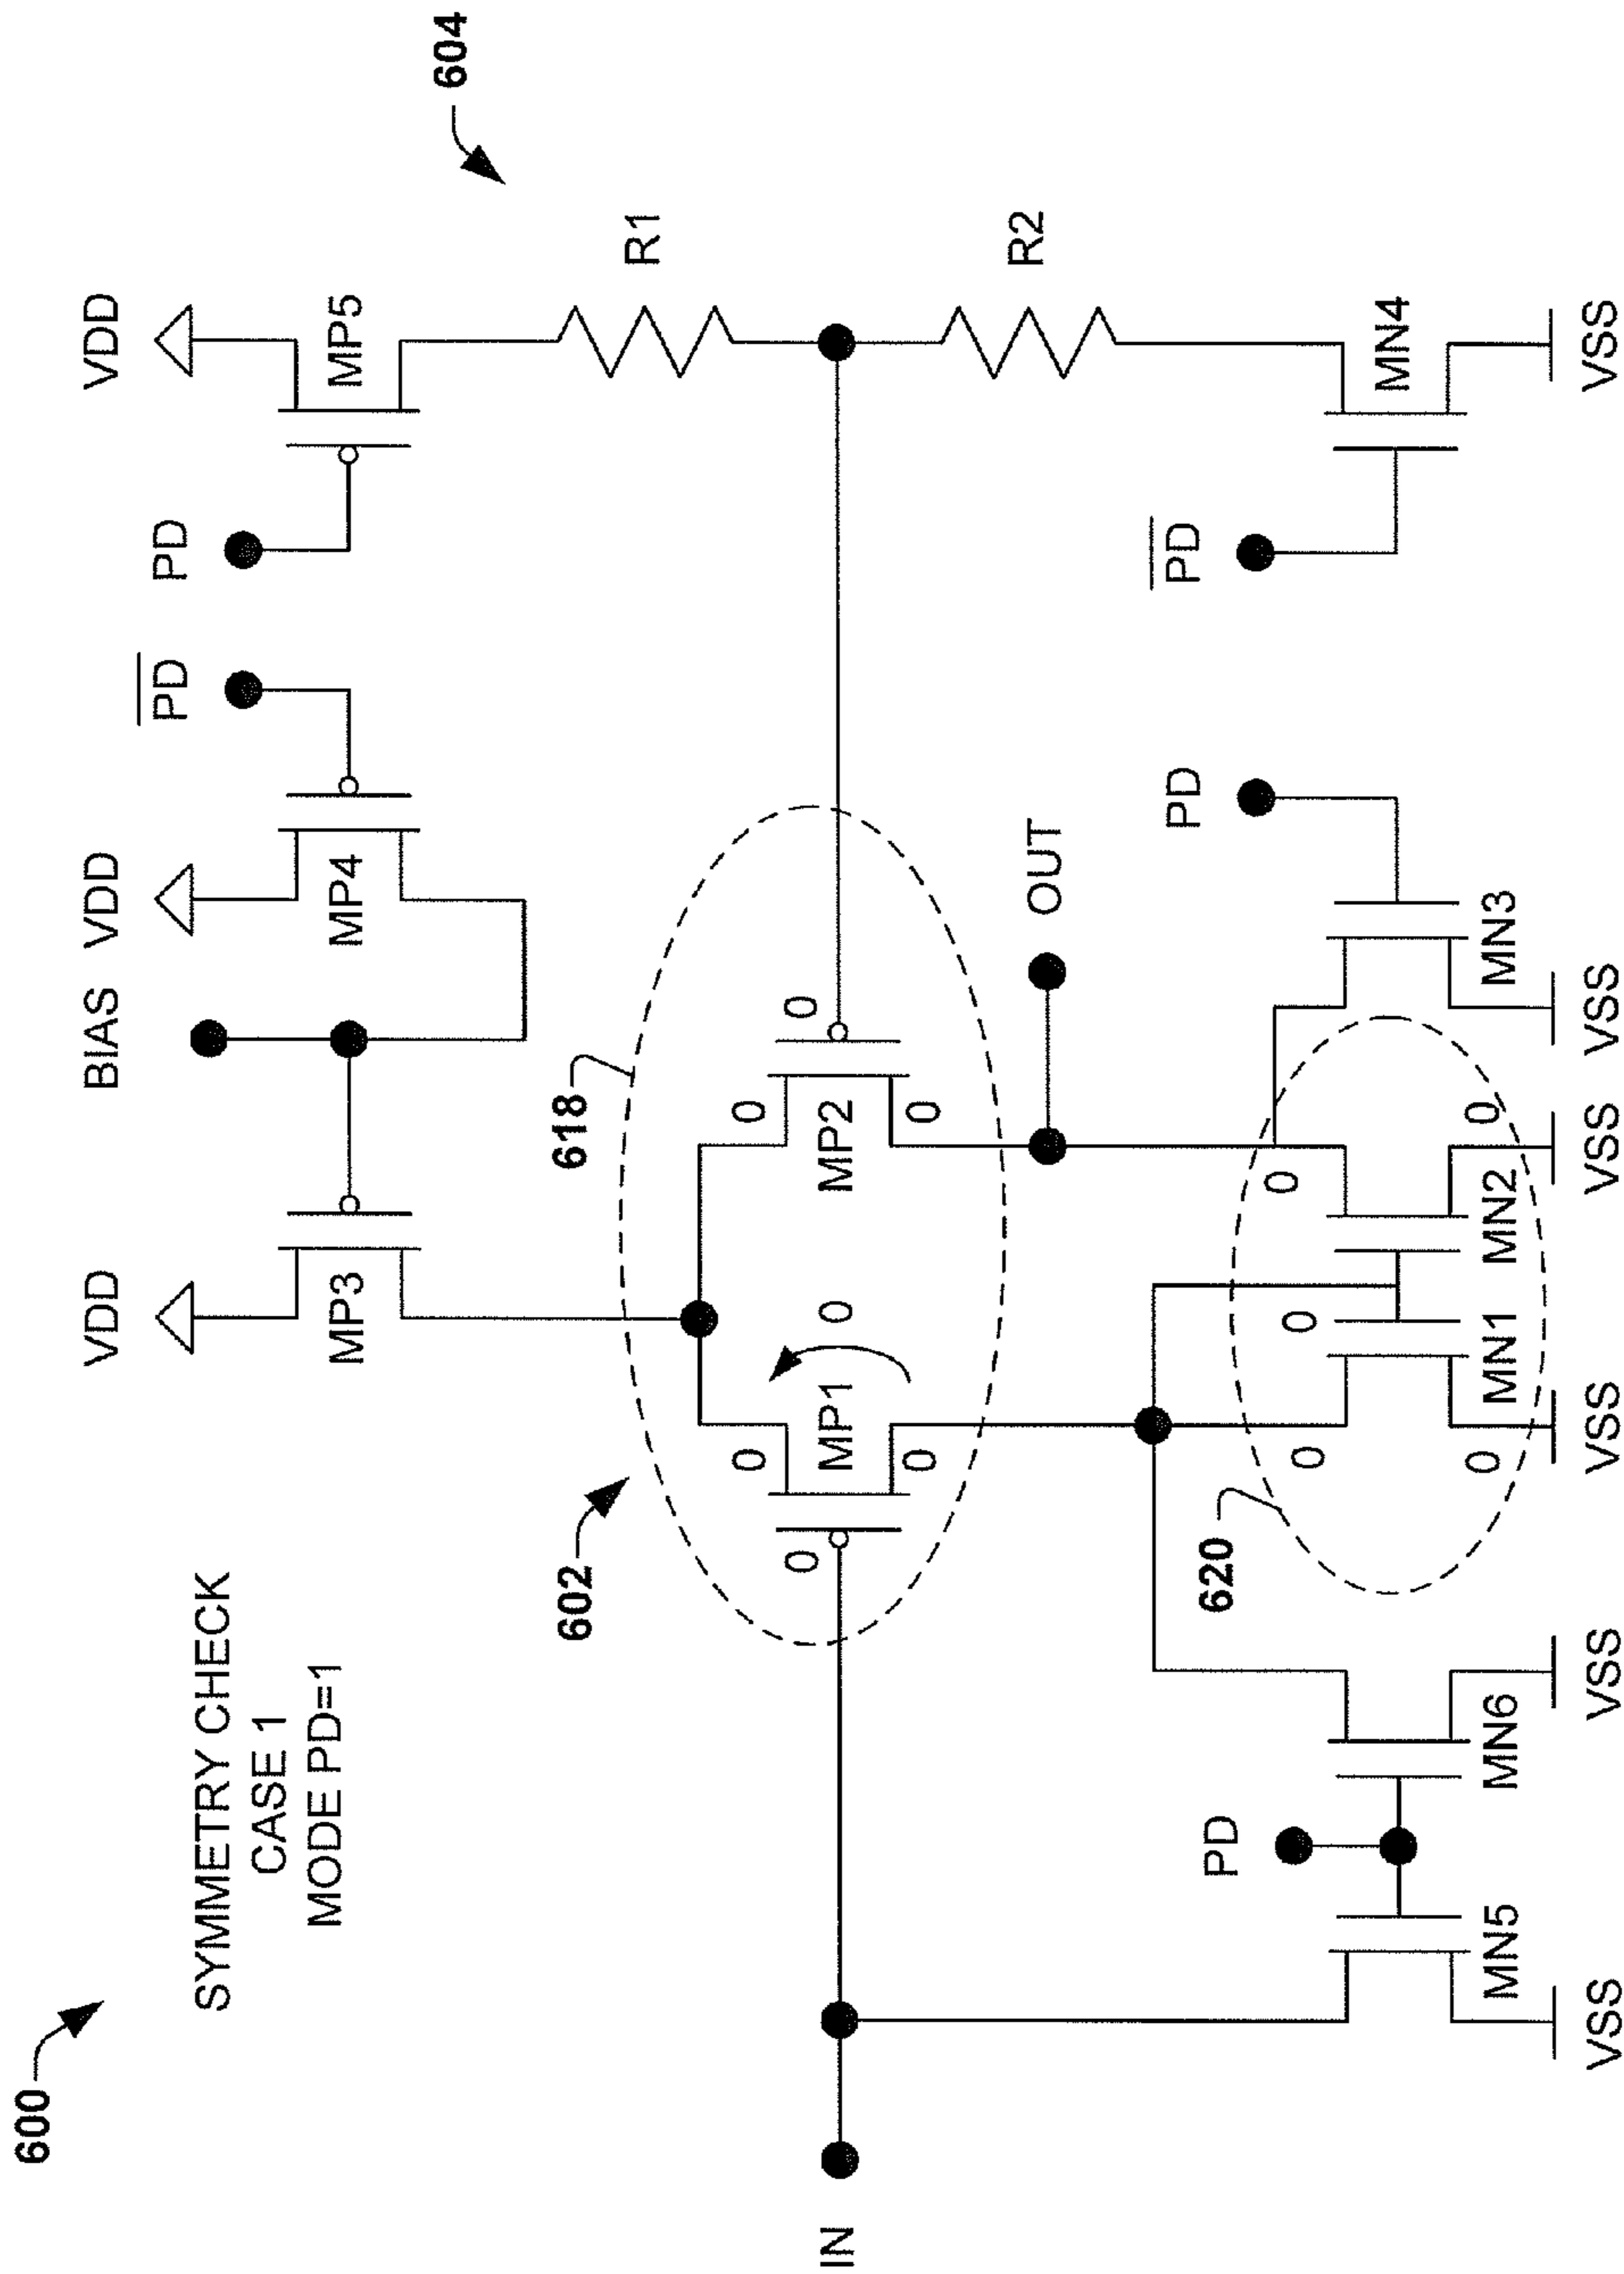 600
SYMMETRY CHECK
CASE 1
MODE PD=1
VDD
BIAS
VDD
PD
PD
VDD
604
MP3
MP4
MP5
618
R1
602
0
0
0
0
MP1
0
MP2
0
0
0
IN
OUT
R2
620
PD
0
0
0
PD
PD
MN5
MN6
MN1
MN2
MN3
MN4
0
0
VSS
VSS
VSS
VSS
VSS
VSS